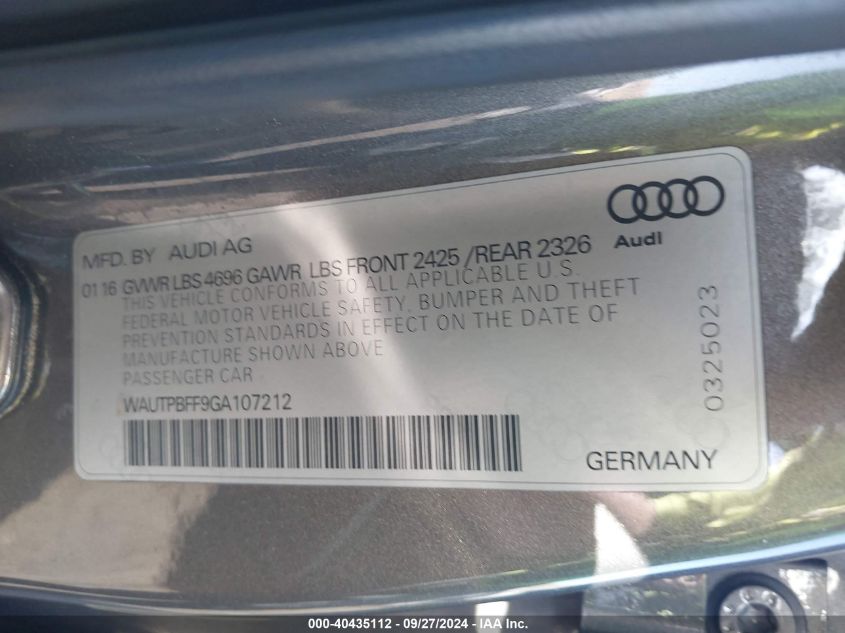 MFD. BY AUDI AG
Audi
01 16 GVWR LBS 4696 GAWR LBS FRONT 2425 /REAR 2326
THIS VEHICLE CONFORMS TO ALL APPLICABLE U.S.
FEDERAL MOTOR VEHICLE SAFETY, BUMPER AND THEFT
PREVENTION STANDARDS IN EFFECT ON THE DATE OF
MANUFACTURE SHOWN ABOVE
PASSENGER CAR
WAUTPBFF9GA107212
0325023
GERMANY
000-40435112 - 09/27/2024 - IAA Inc.